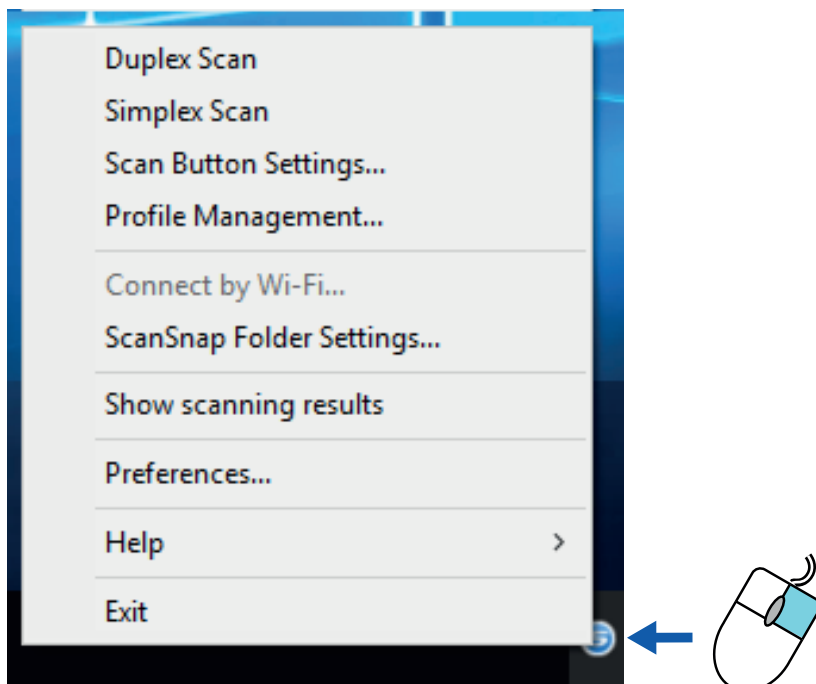 Duplex Scan
Simplex Scan
Scan Button Settings...
Profile Management...
Connect by Wi-Fi...
ScanSnap Folder Settings...
Show scanning results
Preferences...
Help
Exit